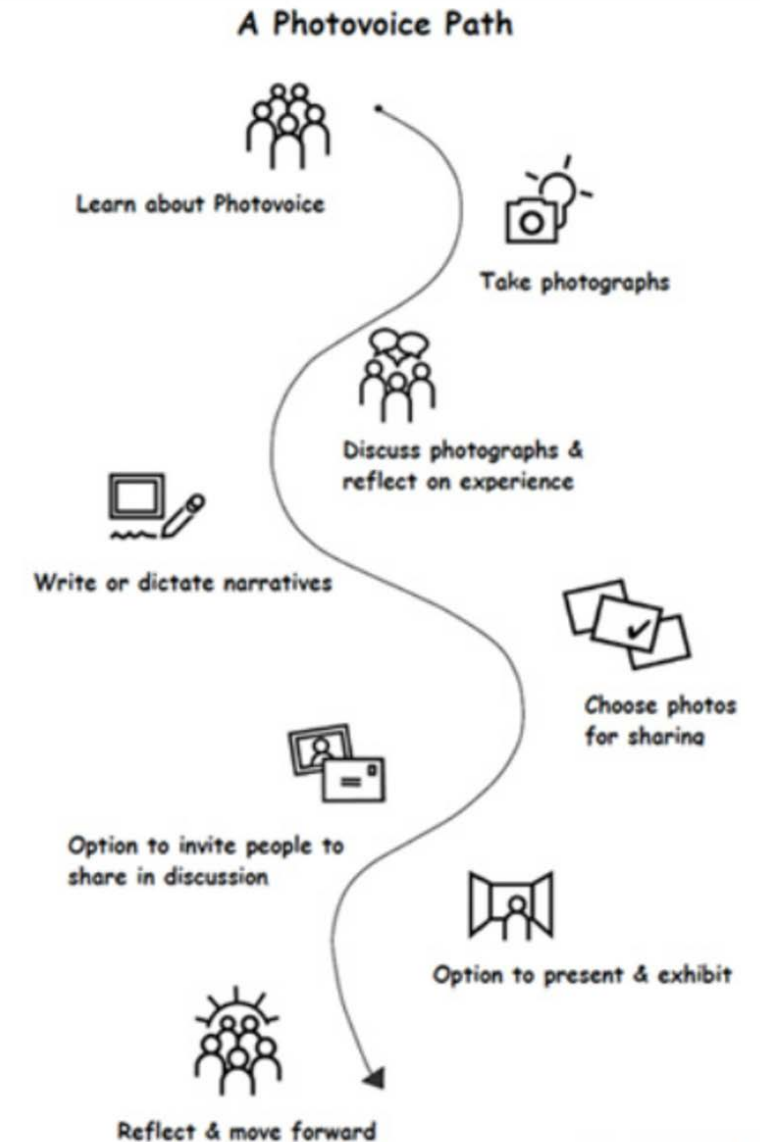 A Photovoice Path
Learn about Photovoice
Take photographs
Discuss photographs &
reflect on experience
Write or dictate narratives
Choose photos
for sharing
Option to invite people to
share in discussion
Option to present & exhibit
Reflect & move forward